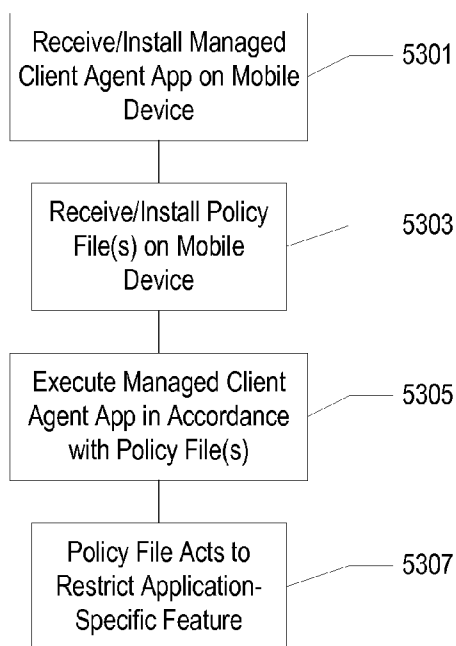 Receive/Install Managed
Client Agent App on Mobile
Device
5301
Receive/Install Policy
File(s) on Mobile
Device
5303
Execute Managed Client
Agent App in Accordance
with Policy File(s)
5305
Policy File Acts to
Restrict Application-
Specific Feature
5307